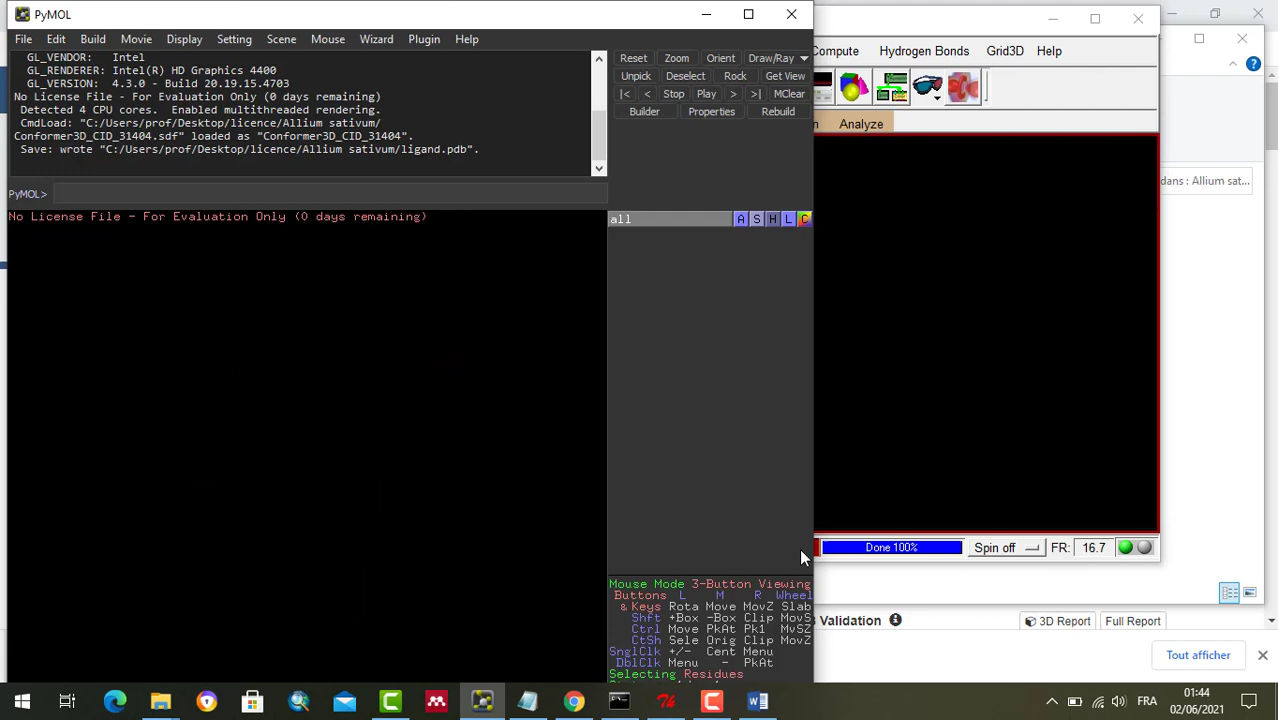 PyMOL
File Edit Build Movie Display Setting Scene Mouse Wizard Plugin Help
GL_VENDOR: Intel
GL_RENDERER: Intel(R) HD Graphics 4400
GL_VERSION: 4.3.0 - Build 20.19.15.4703
No License File - For Evaluation Only (0 days remaining)
Detected 4 CPU cores. Enabled multithreaded rendering.
CmdLoad: "C:/Users/prof/Desktop/licence/Allium sativum/
Conformer3D_CID_31404.sdf" loaded as "Conformer3D_CID_31404".
Save: wrote "C:/Users/prof/Desktop/licence/Allium sativum/ligand.pdb".
PyMOL>
No License File - For Evaluation Only (0 days remaining)
Reset Zoom Orient Draw/Ray
Unpick Deselect Rock Get View
|< < Stop Play > >| MClear
Builder Properties Rebuild
all A S H L C
Mouse Mode 3-Button Viewing
Buttons L M R Wheel
& Keys Rota Move MovZ Slab
Shft +Box -Box Clip MovS
Ctrl Move PkAt Pk1 MvSZ
CtSh Sele Orig Clip MovZ
SnglClk +/- Cent Menu
DblClk Menu - PkAt
Selecting Residues
Compute Hydrogen Bonds Grid3D Help
Analyze
dans : Allium sat...
Done 100% Spin off FR: 16.7
Validation 3D Report Full Report
Tout afficher
FRA
01:44
02/06/2021